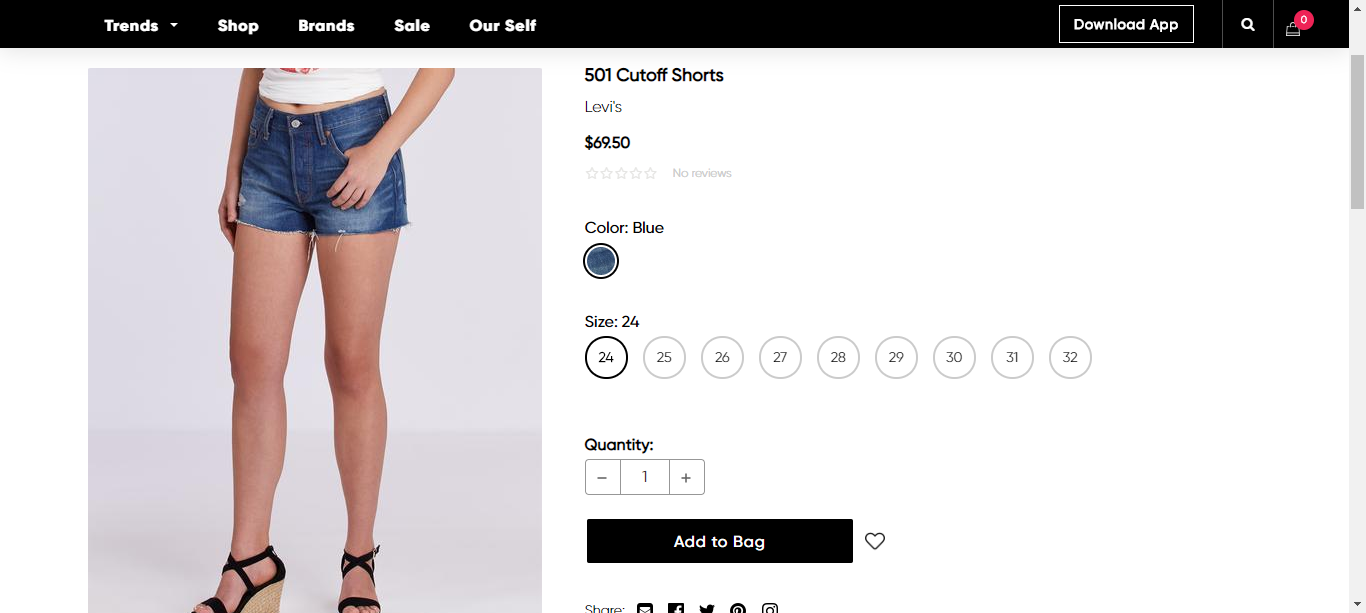 Trends Shop Brands Sale Our Self Download App 0
501 Cutoff Shorts
Levi's
$69.50
No reviews
Color: Blue
Size: 24
24 25 26 27 28 29 30 31 32
Quantity:
− 1 +
Add to Bag
Share: